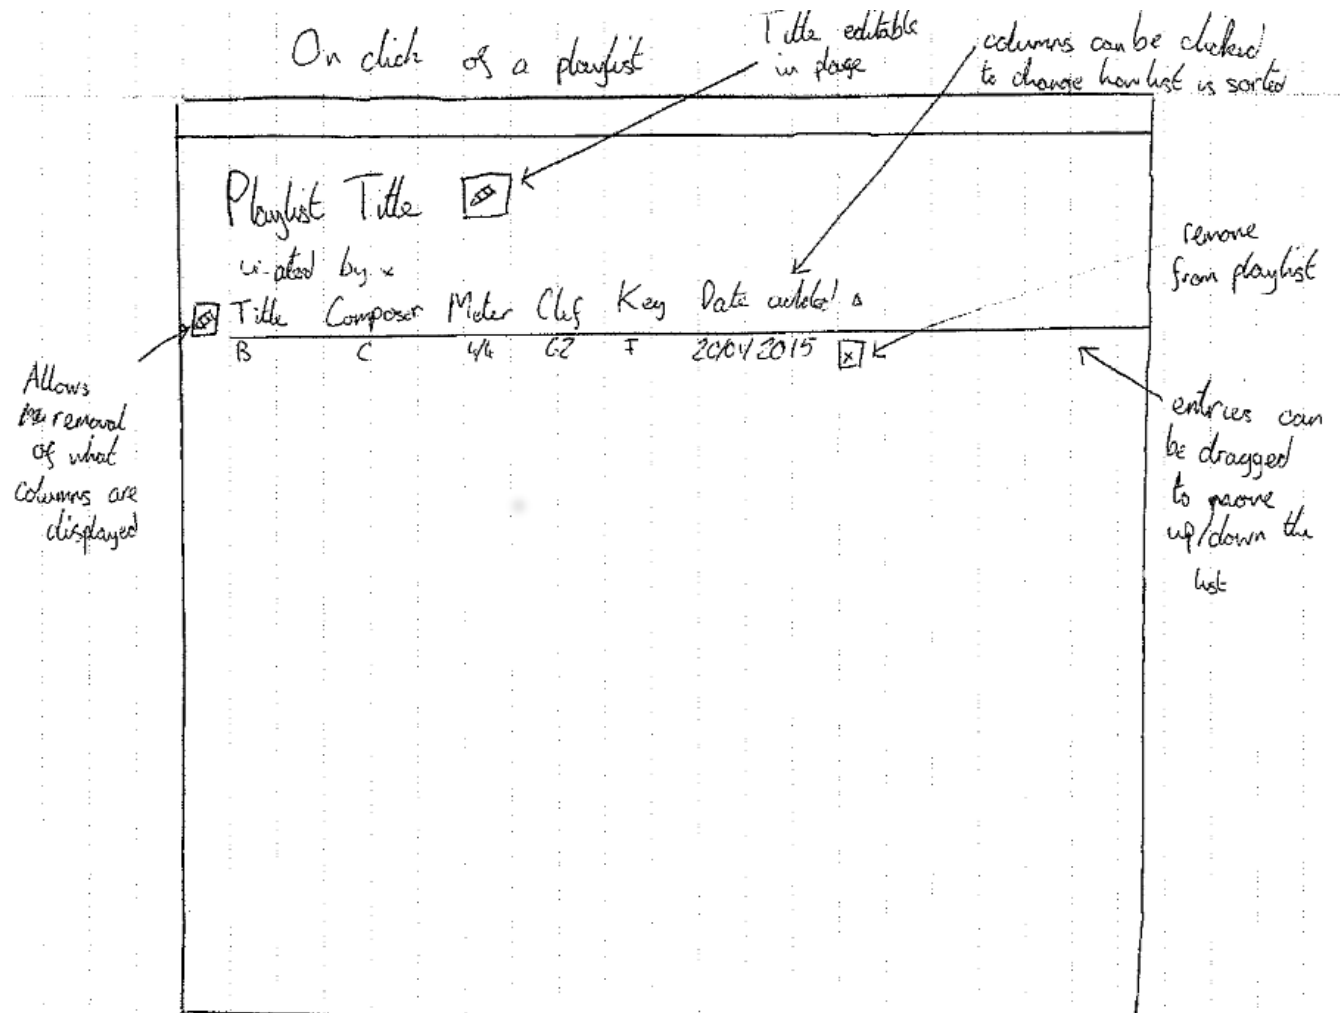 On click of a playlist
Title editable
in place
columns can be clicked
to change how list is sorted
Playlist Title
created by x
Title Composer Meter Clef Key Date
B C 4/4 G2 F 20/04/2015 x
remove
from playlist
Allows
removal
of what
columns are
displayed
entries can
be dragged
to move
up/down the
list